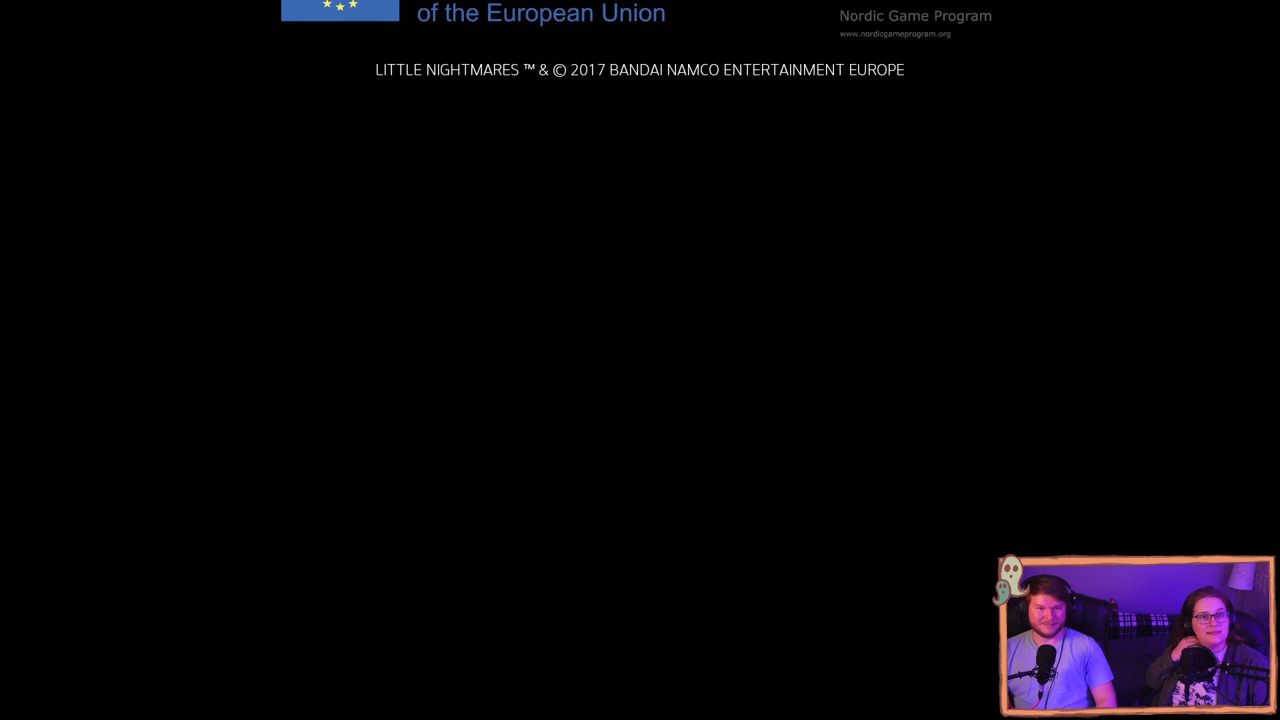 of the European Union
Nordic Game Program
www.nordicgameprogram.org
LITTLE NIGHTMARES ™ & © 2017 BANDAI NAMCO ENTERTAINMENT EUROPE